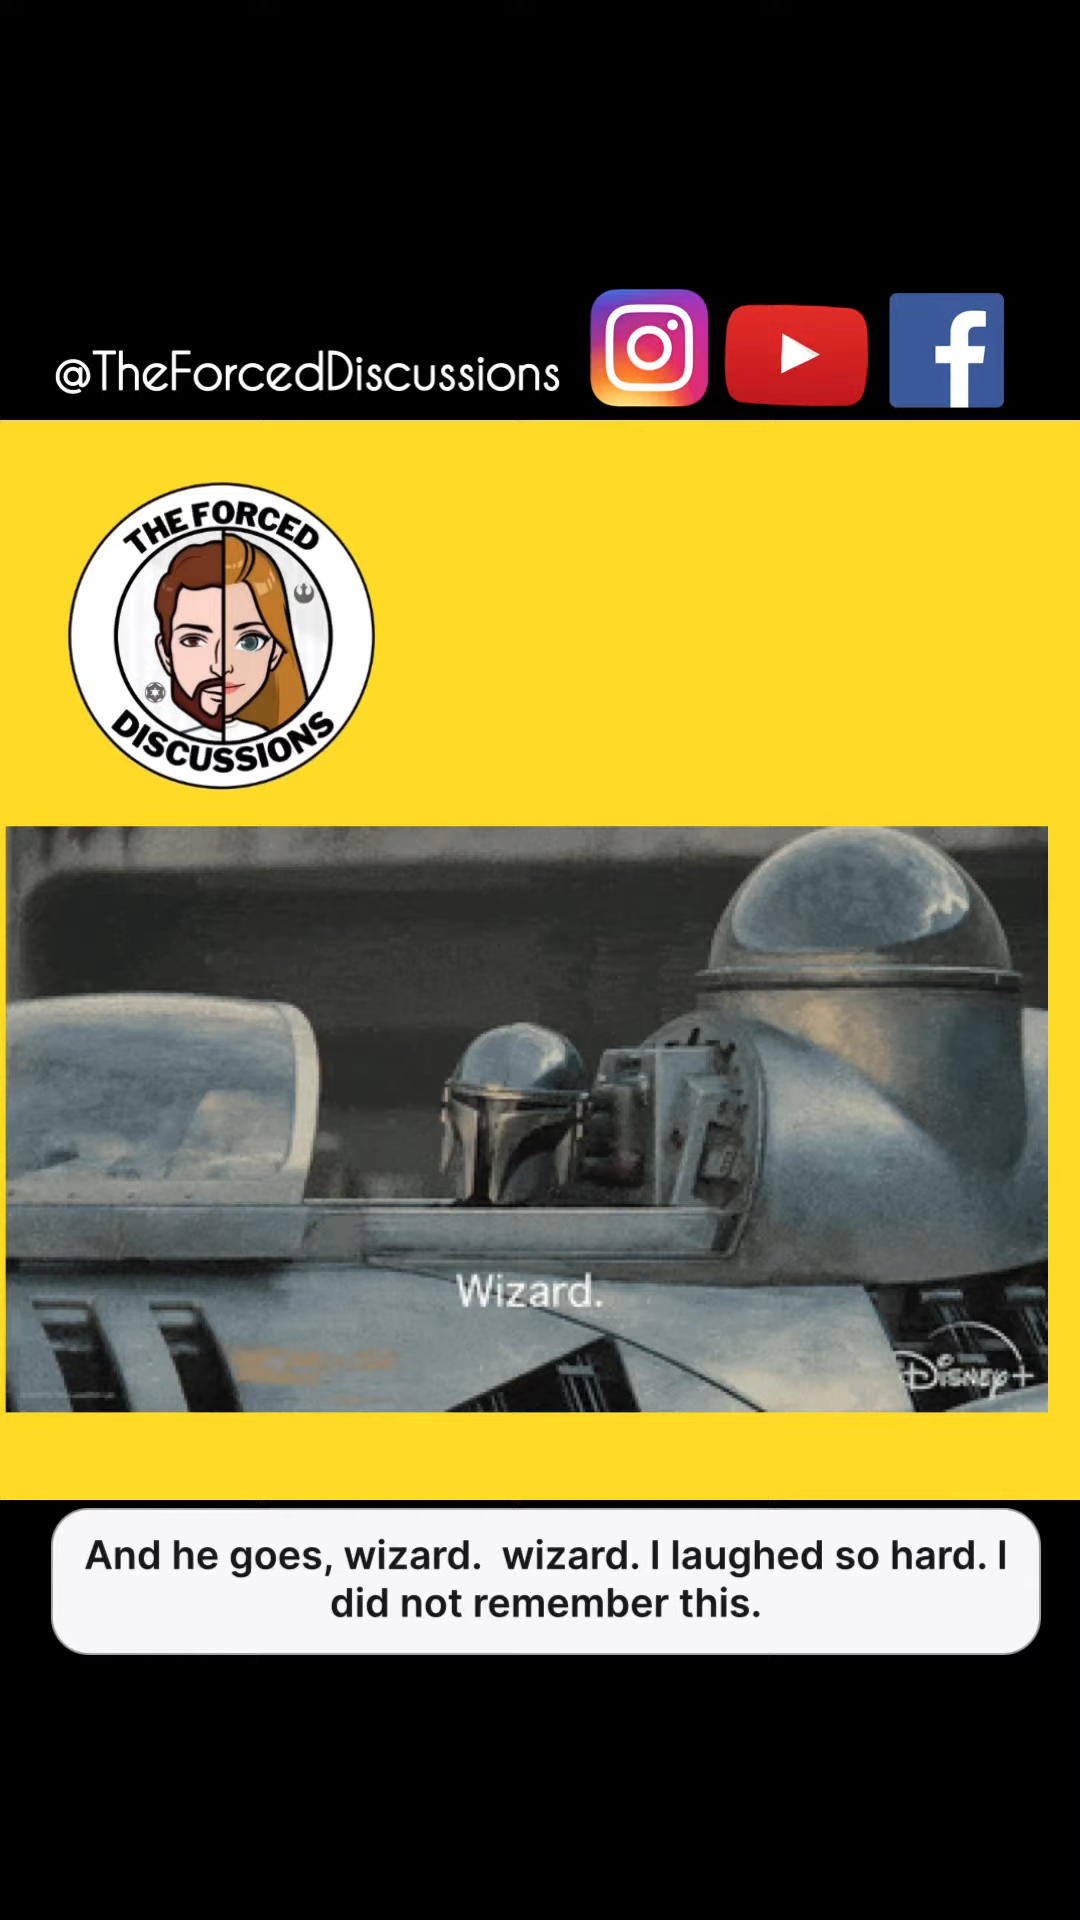 @TheForcedDiscussions
THE FORCED
DISCUSSIONS
Wizard.
Disney+
And he goes, wizard.  wizard. I laughed so hard. I
did not remember this.